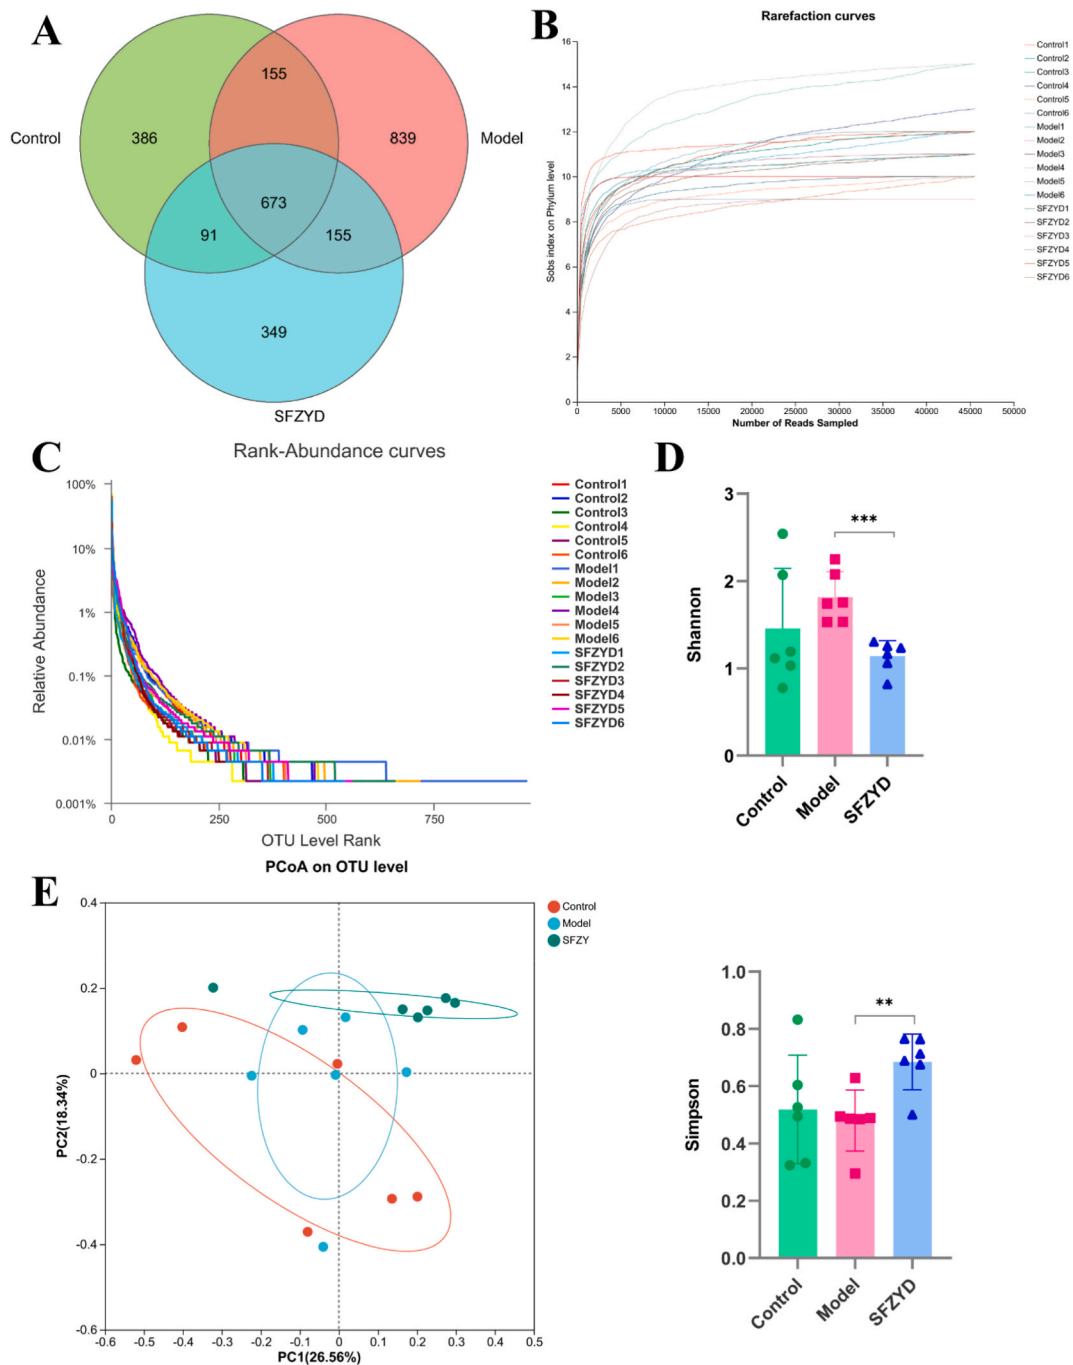 A
155
Control
386
839
Model
673
91
155
349
SFZYD
B
Rarefaction curves
Sobs index on Phylum level
16
14
12
10
8
6
4
2
0
0 5000 10000 15000 20000 25000 30000 35000 40000 45000 50000
Number of Reads Sampled
Control1
Control2
Control3
Control4
Control5
Control6
Model1
Model2
Model3
Model4
Model5
Model6
SFZYD1
SFZYD2
SFZYD3
SFZYD4
SFZYD5
SFZYD6
C
Rank-Abundance curves
Relative Abundance
100%
10%
1%
0.1%
0.01%
0.001%
0 250 500 750
OTU Level Rank
Control1
Control2
Control3
Control4
Control5
Control6
Model1
Model2
Model3
Model4
Model5
Model6
SFZYD1
SFZYD2
SFZYD3
SFZYD4
SFZYD5
SFZYD6
D
Shannon
3
2
1
0
***
Control
Model
SFZYD
E
PCoA on OTU level
PC2(18.34%)
0.4
0.2
0
-0.2
-0.4
-0.6
-0.6 -0.5 -0.4 -0.3 -0.2 -0.1 0 0.1 0.2 0.3 0.4 0.5
PC1(26.56%)
Control
Model
SFZY
Simpson
1.0
0.8
0.6
0.4
0.2
0.0
**
Control
Model
SFZYD